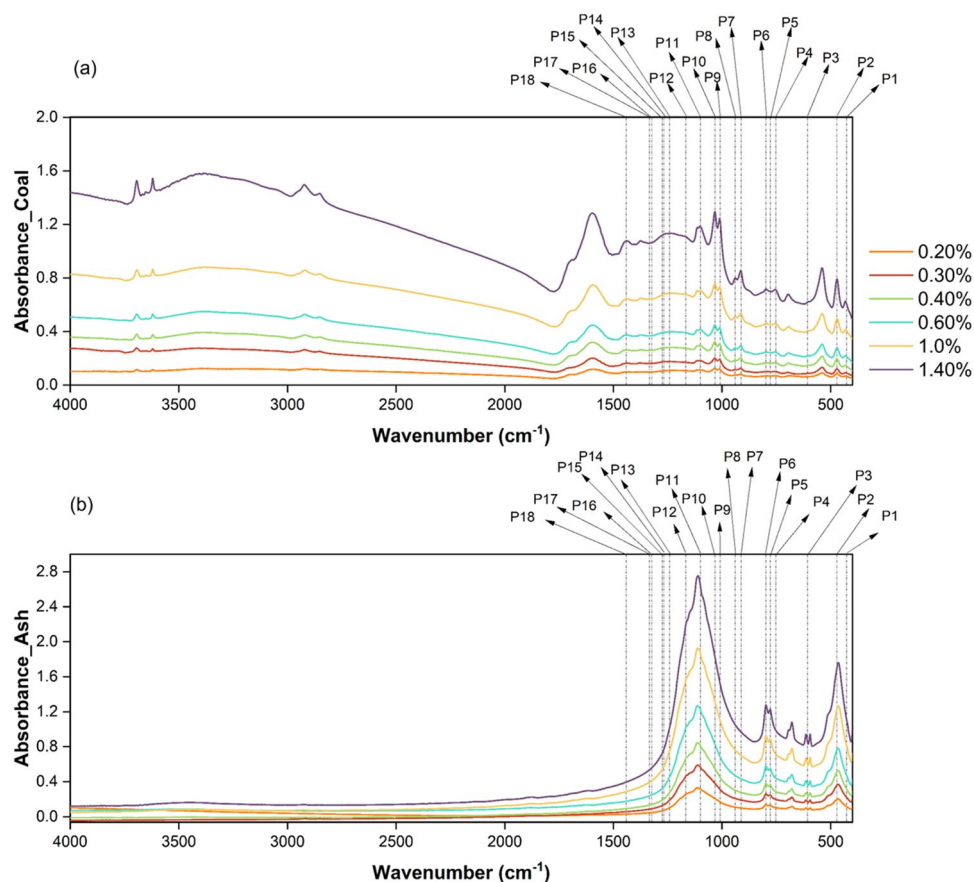 (a)
P18
P17
P16
P15
P14
P13
P12
P11
P10
P9
P8
P7
P6
P5
P4
P3
P2
P1
Absorbance_Coal
2.0
1.6
1.2
0.8
0.4
0.0
4000 3500 3000 2500 2000 1500 1000 500
Wavenumber (cm-1)
0.20%
0.30%
0.40%
0.60%
1.0%
1.40%
(b)
P18
P17
P16
P15
P14
P13
P12
P11
P10
P9
P8
P7
P6
P5
P4
P3
P2
P1
Absorbance_Ash
2.8
2.4
2.0
1.6
1.2
0.8
0.4
0.0
4000 3500 3000 2500 2000 1500 1000 500
Wavenumber (cm-1)